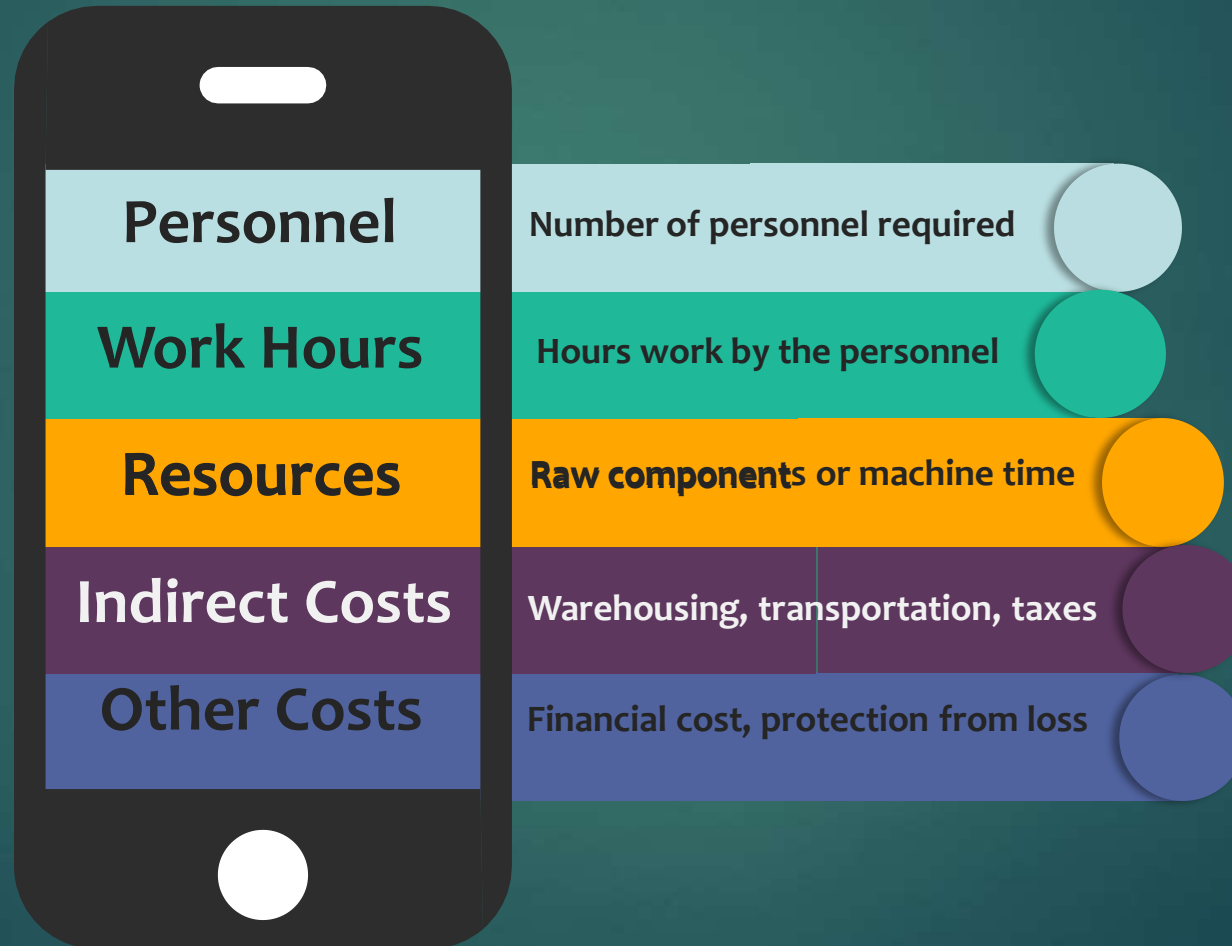 Personnel
Number of personnel required
Work Hours
Hours work by the personnel
Resources
Raw components or machine time
Indirect Costs
Warehousing, transportation, taxes
Other Costs
Financial cost, protection from loss